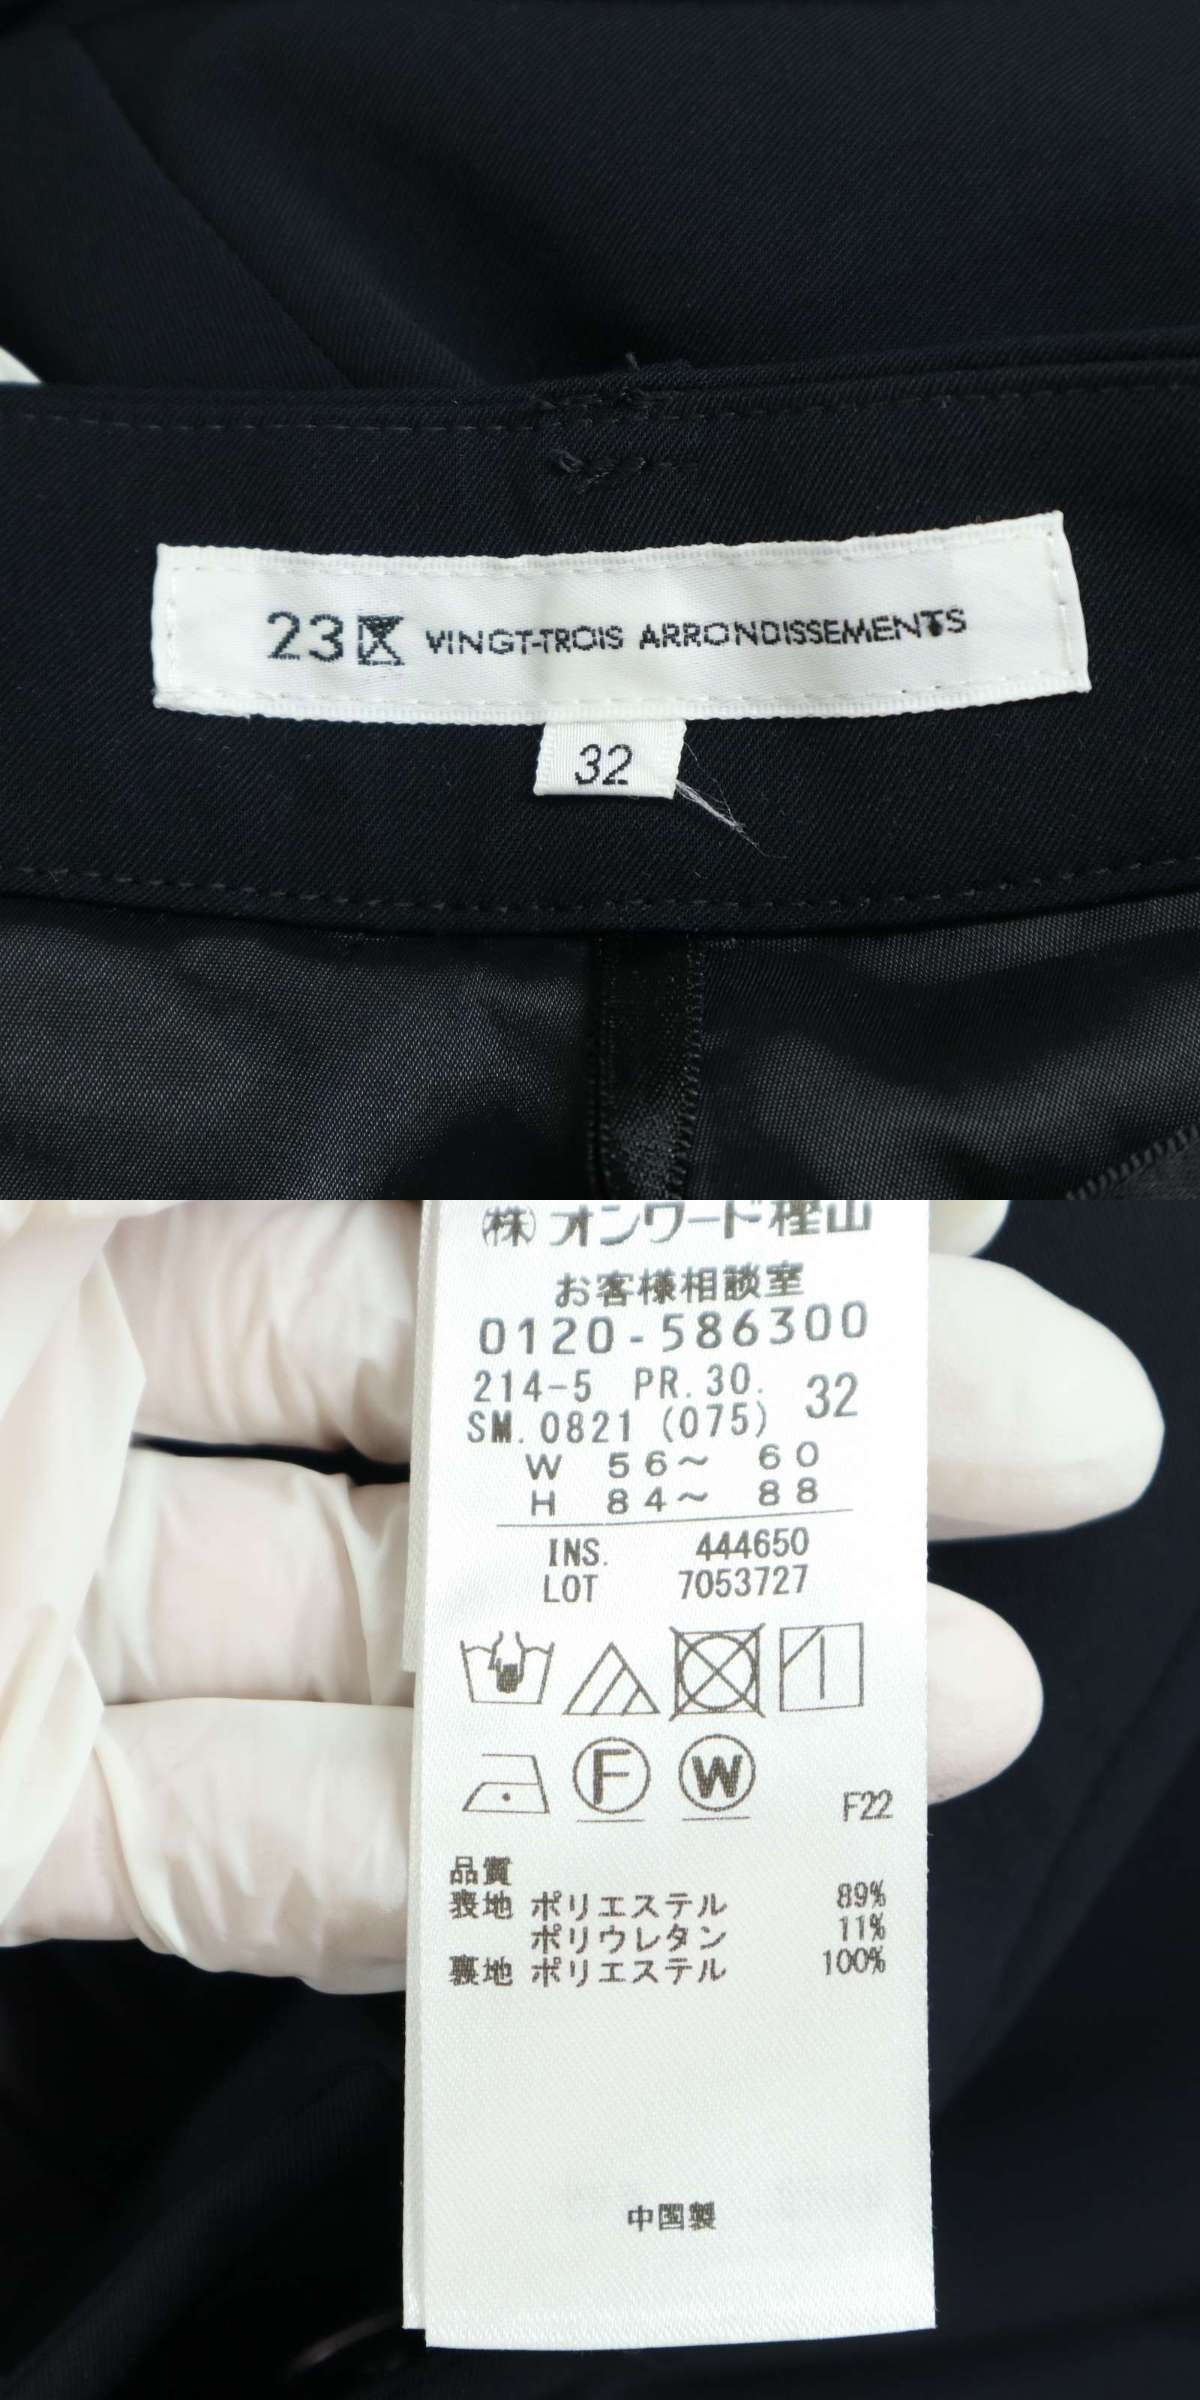 23区 VINGT-TROIS ARRONDISSEMENTS
32
㈱オンワード樫山
お客様相談室
0120-586300
214-5 PR.30. 32
SM.0821 (075)
W 56～ 60
H 84～ 88
INS. 444650
LOT 7053727
F W
F22
品質
表地 ポリエステル 89%
ポリウレタン 11%
裏地 ポリエステル 100%
中国製